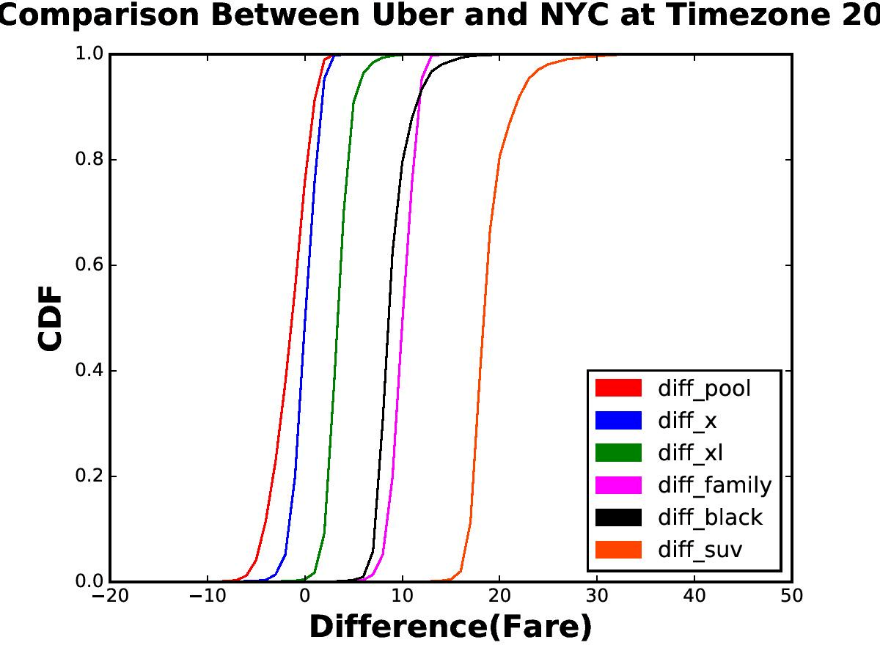 Comparison Between Uber and NYC at Timezone 20
1.0
0.8
0.6
0.4
0.2
0.0
CDF
−20 −10 0 10 20 30 40 50
Difference(Fare)
diff_pool
diff_x
diff_xl
diff_family
diff_black
diff_suv